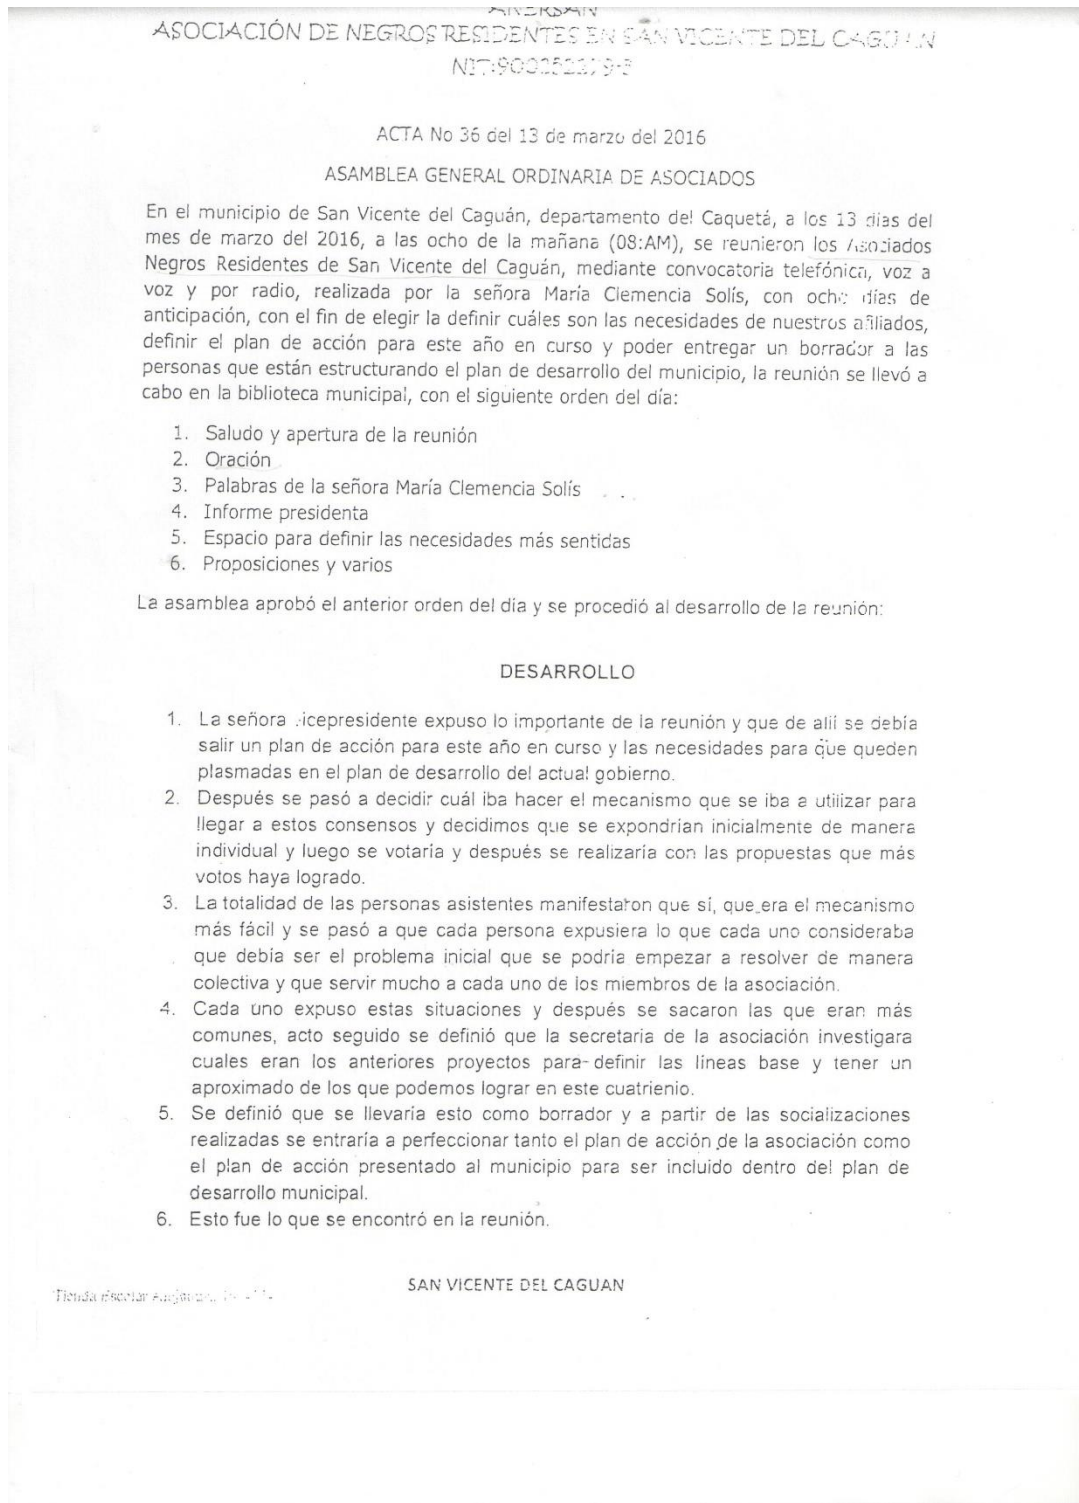 ANERSAN
ASOCIACIÓN DE NEGROS RESIDENTES EN SAN VICENTE DEL CAGUAN
ACTA No 36 del 13 de marzo del 2016
ASAMBLEA GENERAL ORDINARIA DE ASOCIADOS
En el municipio de San Vicente del Caguán, departamento del Caquetá, a los 13 días del
mes de marzo del 2016, a las ocho de la mañana (08:AM), se reunieron los Asociados
Negros Residentes de San Vicente del Caguán, mediante convocatoria telefónica, voz a
voz y por radio, realizada por la señora María Clemencia Solís, con ocho días de
anticipación, con el fin de elegir la definir cuáles son las necesidades de nuestros afiliados,
definir el plan de acción para este año en curso y poder entregar un borrador a las
personas que están estructurando el plan de desarrollo del municipio, la reunión se llevó a
cabo en la biblioteca municipal, con el siguiente orden del día:
1. Saludo y apertura de la reunión
2. Oración
3. Palabras de la señora María Clemencia Solís
4. Informe presidenta
5. Espacio para definir las necesidades más sentidas
6. Proposiciones y varios
La asamblea aprobó el anterior orden del día y se procedió al desarrollo de la reunión:
DESARROLLO
1. La señora vicepresidente expuso lo importante de la reunión y que de allí se debía
salir un plan de acción para este año en curso y las necesidades para que queden
plasmadas en el plan de desarrollo del actual gobierno.
2. Después se pasó a decidir cuál iba hacer el mecanismo que se iba a utilizar para
llegar a estos consensos y decidimos que se expondrían inicialmente de manera
individual y luego se votaría y después se realizaría con las propuestas que más
votos haya logrado.
3. La totalidad de las personas asistentes manifestaron que sí, que era el mecanismo
más fácil y se pasó a que cada persona expusiera lo que cada uno consideraba
que debía ser el problema inicial que se podría empezar a resolver de manera
colectiva y que servir mucho a cada uno de los miembros de la asociación.
4. Cada uno expuso estas situaciones y después se sacaron las que eran más
comunes, acto seguido se definió que la secretaria de la asociación investigara
cuales eran los anteriores proyectos para definir las líneas base y tener un
aproximado de los que podemos lograr en este cuatrienio.
5. Se definió que se llevaría esto como borrador y a partir de las socializaciones
realizadas se entraría a perfeccionar tanto el plan de acción de la asociación como
el plan de acción presentado al municipio para ser incluido dentro del plan de
desarrollo municipal.
6. Esto fue lo que se encontró en la reunión.
SAN VICENTE DEL CAGUAN
Tienda Escolar